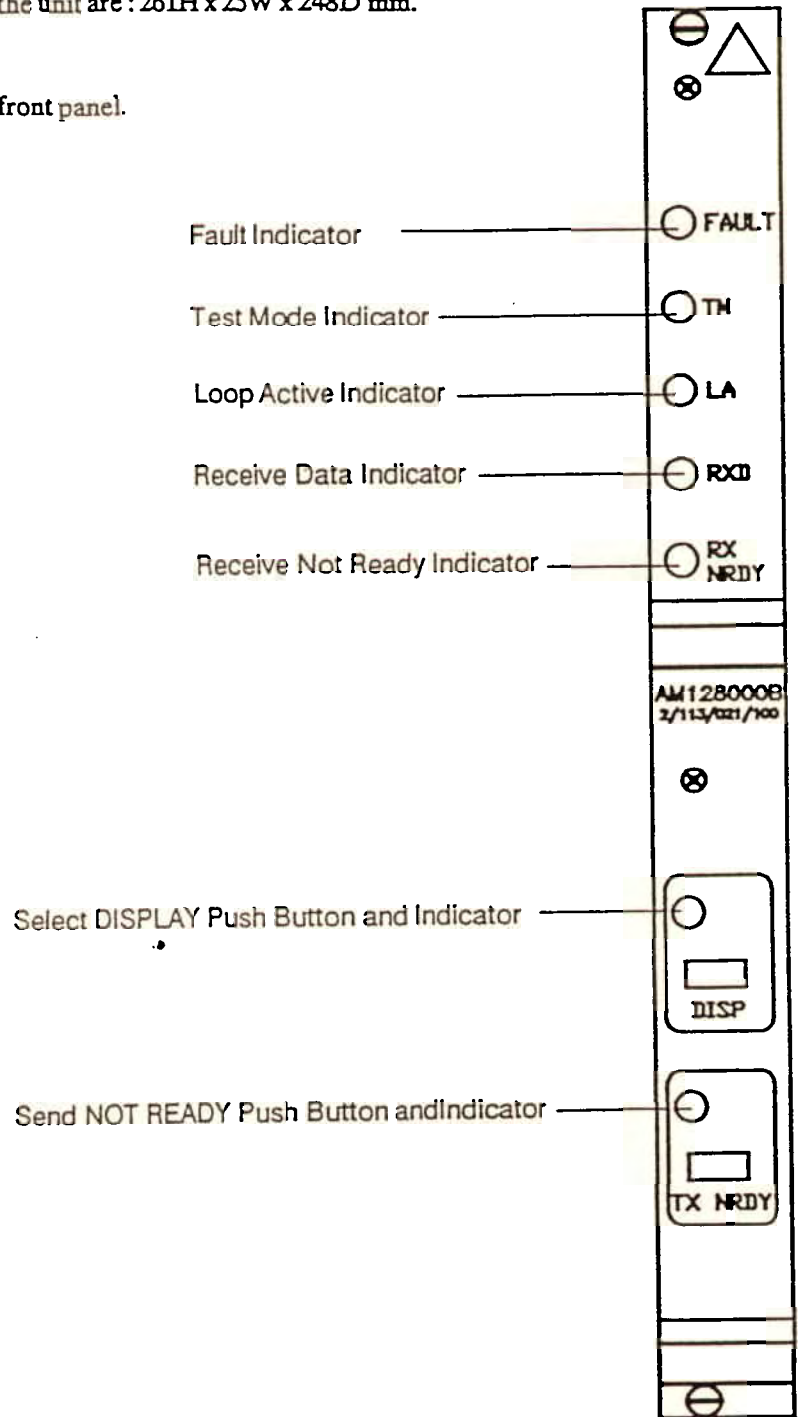 the unit are : 261H x 25W x 248D mm.
front panel.
Fault Indicator
FAULT
Test Mode Indicator
TM
Loop Active Indicator
LA
Receive Data Indicator
RXD
Receive Not Ready Indicator
RX
NRDY
AM128000B
2/113/021/100
Select DISPLAY Push Button and Indicator
DISP
Send NOT READY Push Button andIndicator
TX NRDY